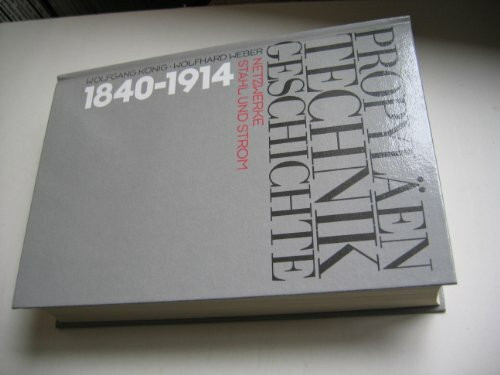 WOLFGANG KÖNIG · WOLFHARD WEBER
1840-1914
NETZWERKE
STAHL UND STROM
PROPYLÄEN
TECHNIK
GESCHICHTE